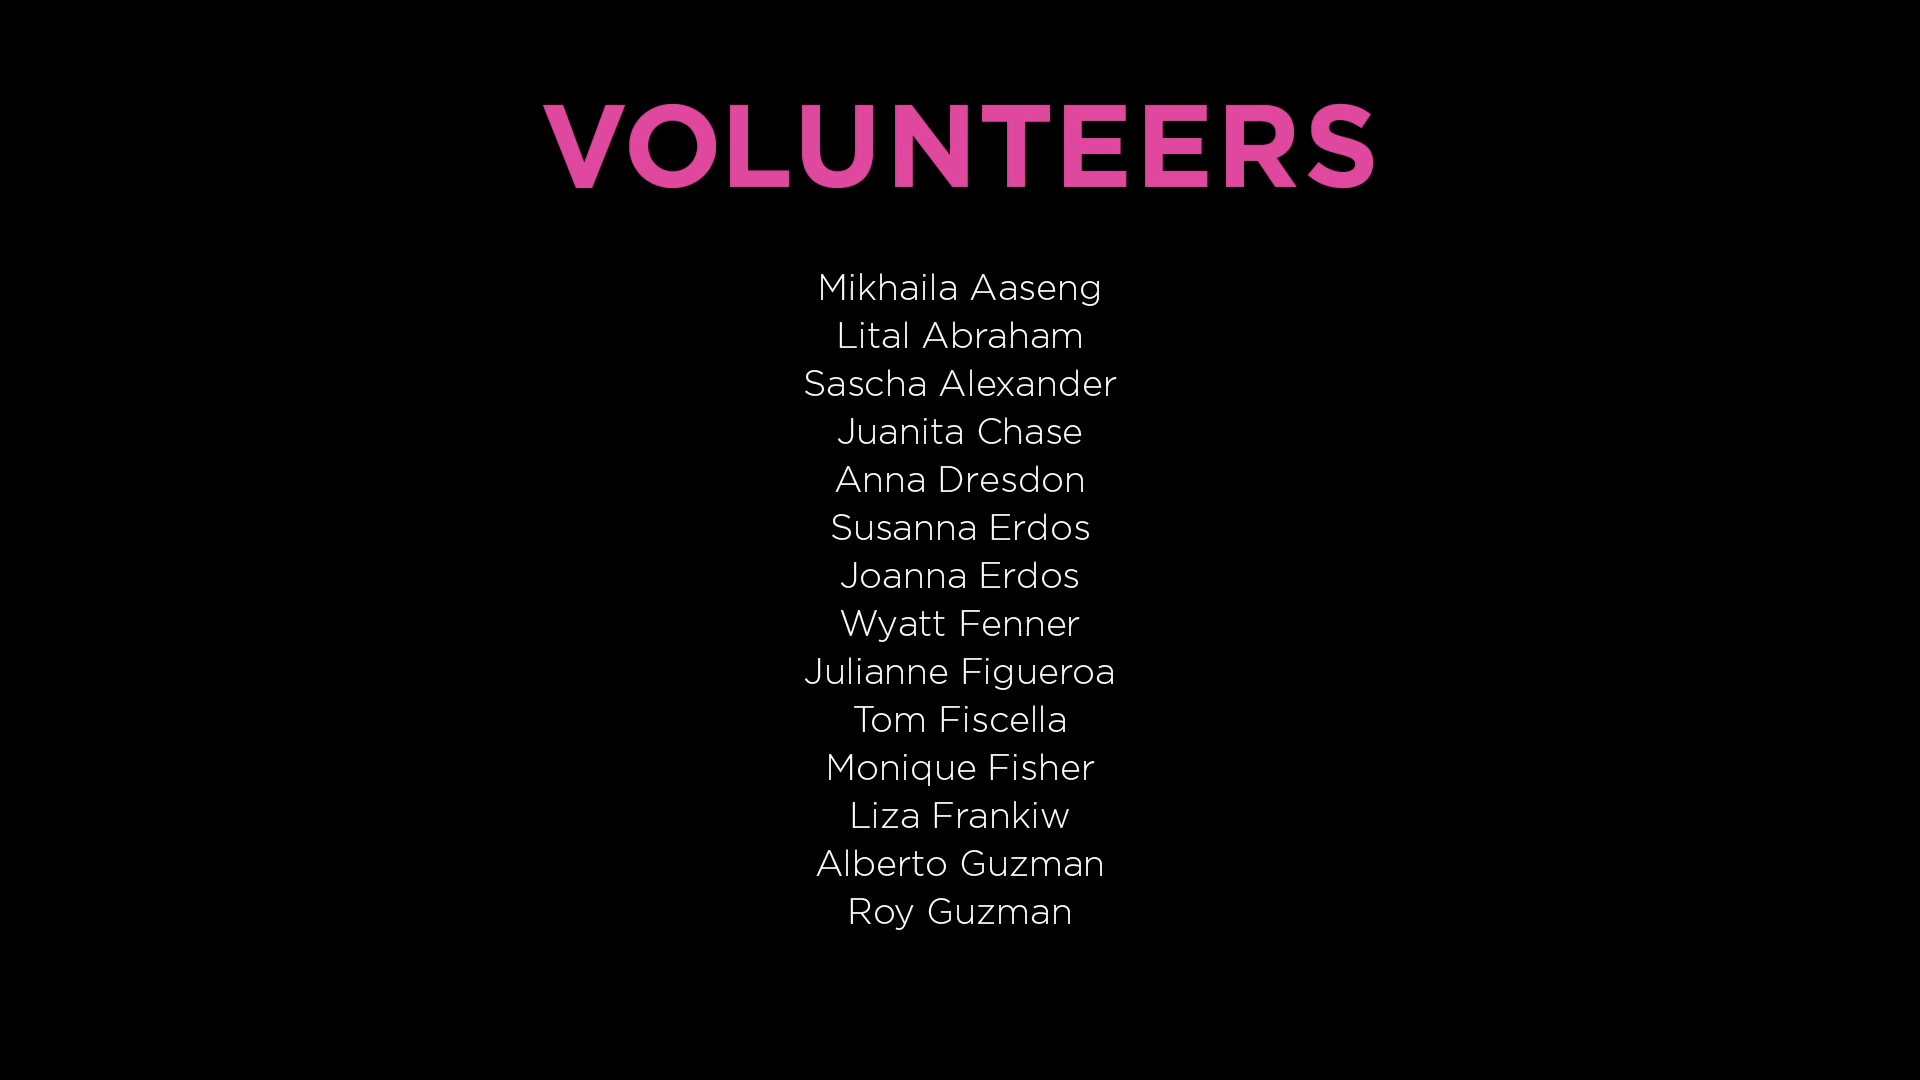 VOLUNTEERS
Mikhaila Aaseng
Lital Abraham
Sascha Alexander
Juanita Chase
Anna Dresdon
Susanna Erdos
Joanna Erdos
Wyatt Fenner
Julianne Figueroa
Tom Fiscella
Monique Fisher
Liza Frankiw
Alberto Guzman
Roy Guzman